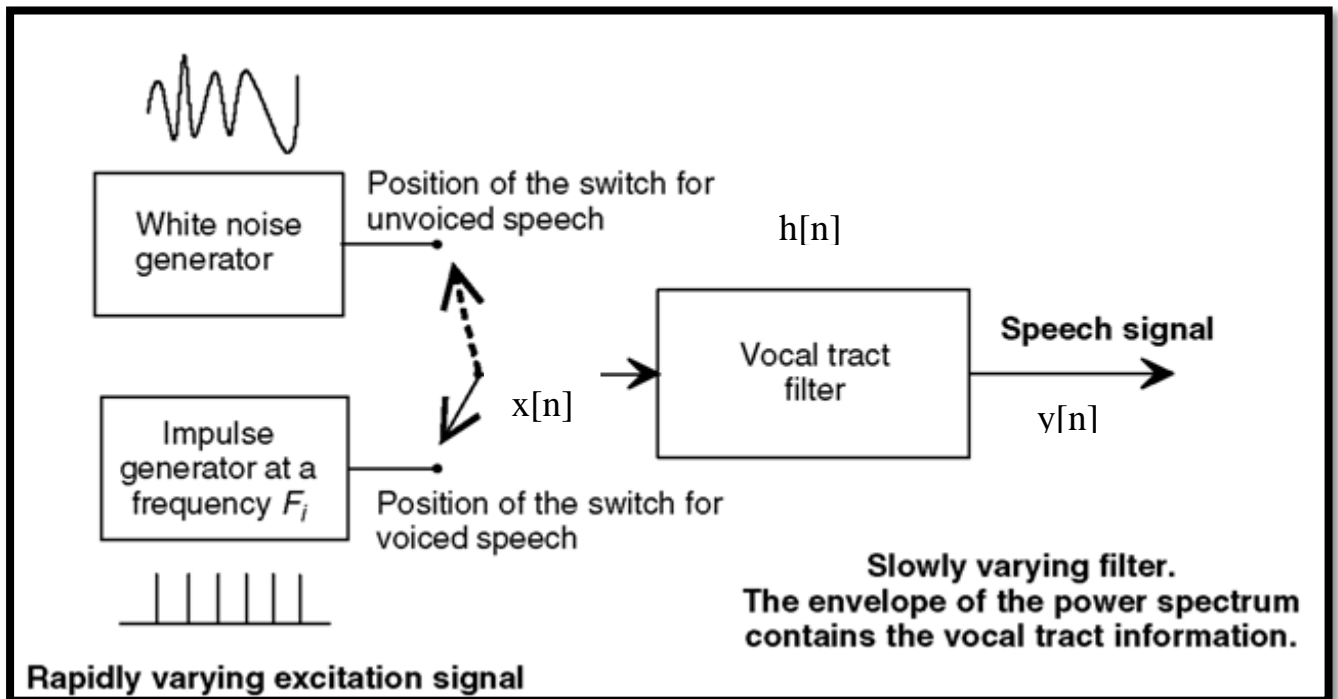 Position of the switch for
unvoiced speech
White noise
generator
h[n]
Speech signal
Vocal tract
filter
x[n]
y[n]
Impulse
generator at a
frequency Fi
Position of the switch for
voiced speech
Slowly varying filter.
The envelope of the power spectrum
contains the vocal tract information.
Rapidly varying excitation signal